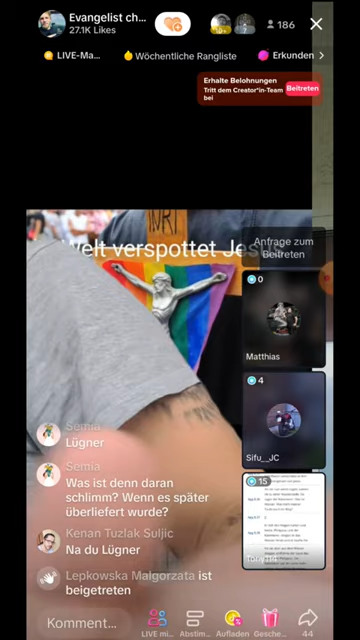 Evangelist ch...
27.1K Likes
186
LIVE-Ma...
Wöchentliche Rangliste
Erkunden
Erhalte Belohnungen
Tritt dem Creator*in-Team
bei
Beitreten
Welt verspottet Je
Anfrage zum
Beitreten
0
Matthias
4
Sifu__JC
15
Semia
Lügner
Semia
Was ist denn daran
schlimm? Wenn es später
überliefert wurde?
Kenan Tuzlak Suljic
Na du Lügner
Lepkowska Malgorzata ist
beigetreten
Kommentar...
LIVE mi...
Abstim...
Aufladen
Gesche...
44